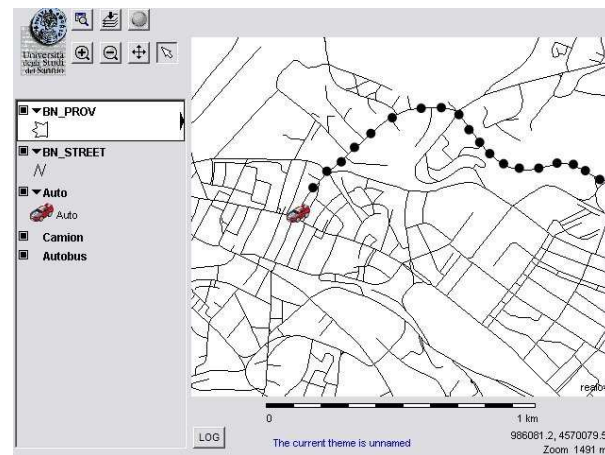 Università
degli Studi
del Sannio
BN_PROV
BN_STREET
Auto
Auto
Camion
Autobus
0
1 km
LOG
The current theme is unnamed
986081.2, 4570079.5
Zoom 1491 m